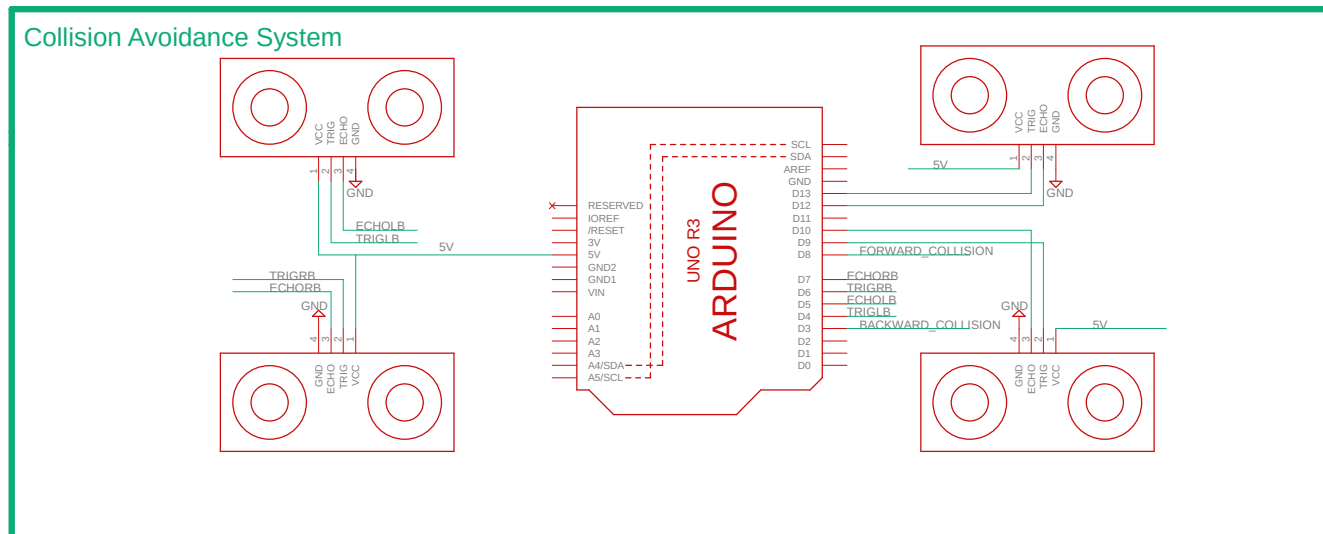 Collision Avoidance System
VCC TRIG ECHO GND
1 2 3 4
GND
ECHOLB
TRIGLB
5V
TRIGRB
ECHORB
GND
4 3 2 1
GND ECHO TRIG VCC
RESERVED
IOREF
/RESET
3V
5V
GND2
GND1
VIN
A0
A1
A2
A3
A4/SDA
A5/SCL
UNO R3
ARDUINO
SCL
SDA
AREF
GND
D13
D12
D11
D10
D9
D8
D7
D6
D5
D4
D3
D2
D1
D0
FORWARD_COLLISION
ECHORB
TRIGRB
ECHOLB
TRIGLB
BACKWARD_COLLISION
VCC TRIG ECHO GND
1 2 3 4
5V
GND
GND
5V
4 3 2 1
GND ECHO TRIG VCC